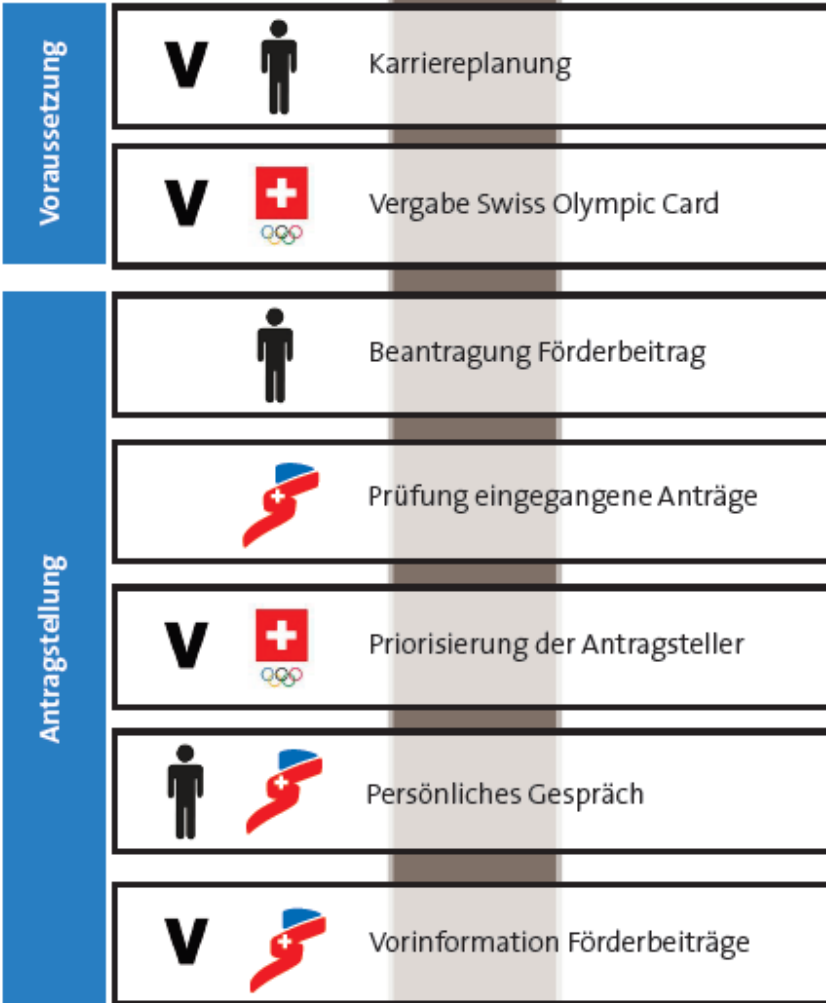 Voraussetzung
V Karriereplanung
V Vergabe Swiss Olympic Card
Antragstellung
Beantragung Förderbeitrag
Prüfung eingegangene Anträge
V Priorisierung der Antragsteller
Persönliches Gespräch
V Vorinformation Förderbeiträge